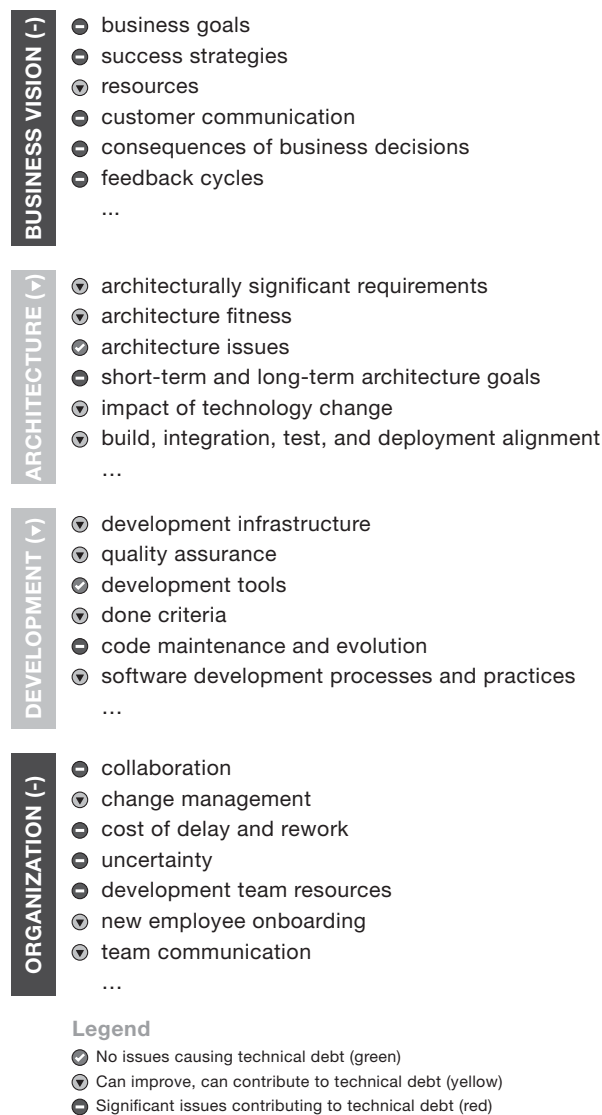 BUSINESS VISION (-)
business goals
success strategies
resources
customer communication
consequences of business decisions
feedback cycles
...
ARCHITECTURE (▼)
architecturally significant requirements
architecture fitness
architecture issues
short-term and long-term architecture goals
impact of technology change
build, integration, test, and deployment alignment
...
DEVELOPMENT (▼)
development infrastructure
quality assurance
development tools
done criteria
code maintenance and evolution
software development processes and practices
...
ORGANIZATION (-)
collaboration
change management
cost of delay and rework
uncertainty
development team resources
new employee onboarding
team communication
...
Legend
No issues causing technical debt (green)
Can improve, can contribute to technical debt (yellow)
Significant issues contributing to technical debt (red)